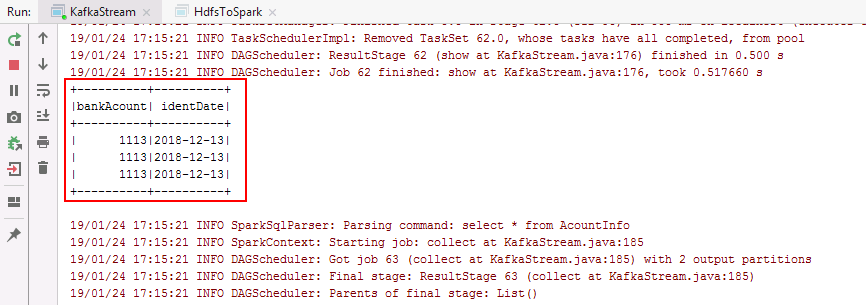 Run: KafkaStream × HdfsToSpark ×
19/01/24 17:15:21 INFO TaskSchedulerImpl: Removed TaskSet 62.0, whose tasks have all completed, from pool
19/01/24 17:15:21 INFO DAGScheduler: ResultStage 62 (show at KafkaStream.java:176) finished in 0.500 s
19/01/24 17:15:21 INFO DAGScheduler: Job 62 finished: show at KafkaStream.java:176, took 0.517660 s
+----------+----------+
|bankAcount| identDate|
+----------+----------+
|      1113|2018-12-13|
|      1113|2018-12-13|
|      1113|2018-12-13|
+----------+----------+
19/01/24 17:15:21 INFO SparkSqlParser: Parsing command: select * from AcountInfo
19/01/24 17:15:21 INFO SparkContext: Starting job: collect at KafkaStream.java:185
19/01/24 17:15:21 INFO DAGScheduler: Got job 63 (collect at KafkaStream.java:185) with 2 output partitions
19/01/24 17:15:21 INFO DAGScheduler: Final stage: ResultStage 63 (collect at KafkaStream.java:185)
19/01/24 17:15:21 INFO DAGScheduler: Parents of final stage: List()